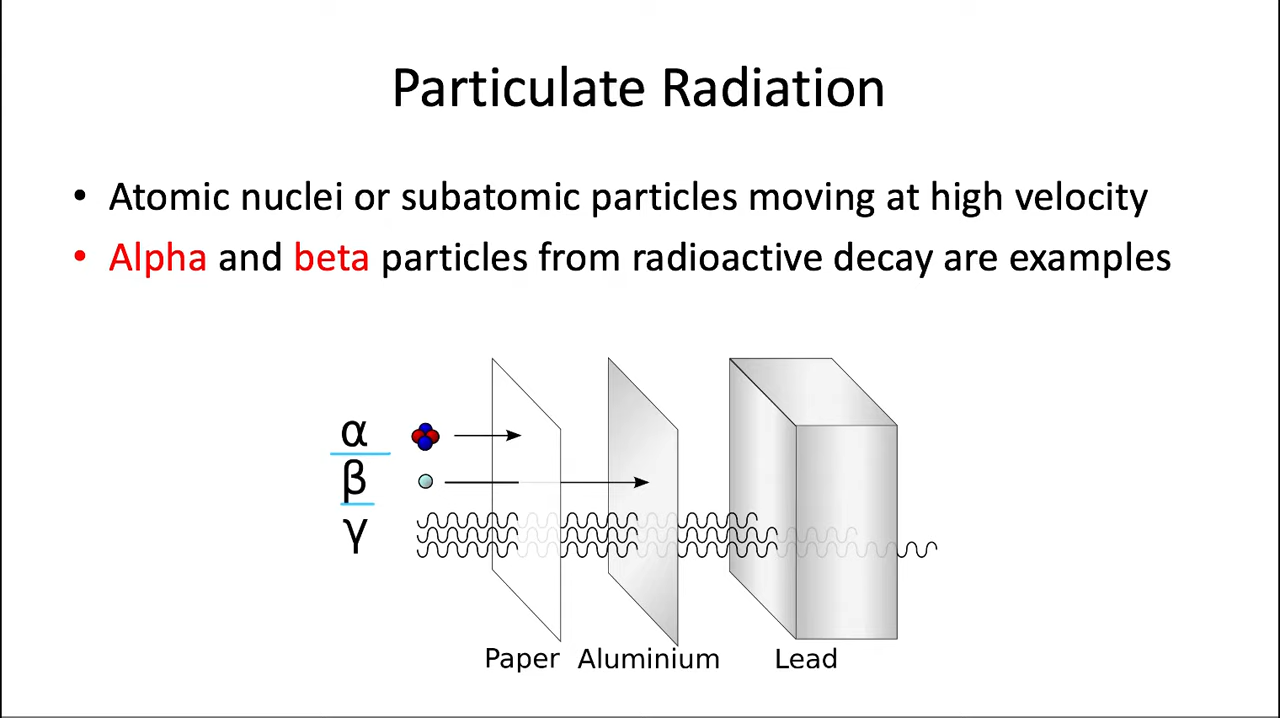 Particulate Radiation
• Atomic nuclei or subatomic particles moving at high velocity
• Alpha and beta particles from radioactive decay are examples
α
β
γ
Paper Aluminium Lead